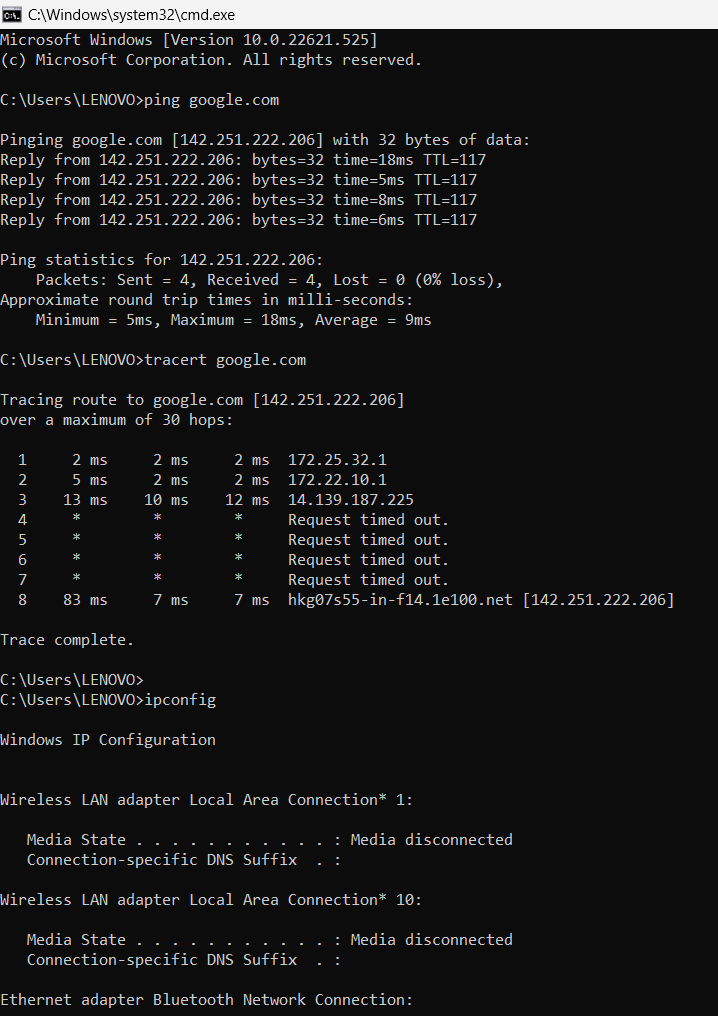 C:\Windows\system32\cmd.exe
Microsoft Windows [Version 10.0.22621.525]
(c) Microsoft Corporation. All rights reserved.
C:\Users\LENOVO>ping google.com
Pinging google.com [142.251.222.206] with 32 bytes of data:
Reply from 142.251.222.206: bytes=32 time=18ms TTL=117
Reply from 142.251.222.206: bytes=32 time=5ms TTL=117
Reply from 142.251.222.206: bytes=32 time=8ms TTL=117
Reply from 142.251.222.206: bytes=32 time=6ms TTL=117
Ping statistics for 142.251.222.206:
    Packets: Sent = 4, Received = 4, Lost = 0 (0% loss),
Approximate round trip times in milli-seconds:
    Minimum = 5ms, Maximum = 18ms, Average = 9ms
C:\Users\LENOVO>tracert google.com
Tracing route to google.com [142.251.222.206]
over a maximum of 30 hops:
  1     2 ms     2 ms     2 ms  172.25.32.1
  2     5 ms     2 ms     2 ms  172.22.10.1
  3    13 ms    10 ms    12 ms  14.139.187.225
  4     *        *        *     Request timed out.
  5     *        *        *     Request timed out.
  6     *        *        *     Request timed out.
  7     *        *        *     Request timed out.
  8    83 ms     7 ms     7 ms  hkg07s55-in-f14.1e100.net [142.251.222.206]
Trace complete.
C:\Users\LENOVO>
C:\Users\LENOVO>ipconfig
Windows IP Configuration
Wireless LAN adapter Local Area Connection* 1:
   Media State . . . . . . . . . . . : Media disconnected
   Connection-specific DNS Suffix  . :
Wireless LAN adapter Local Area Connection* 10:
   Media State . . . . . . . . . . . : Media disconnected
   Connection-specific DNS Suffix  . :
Ethernet adapter Bluetooth Network Connection: